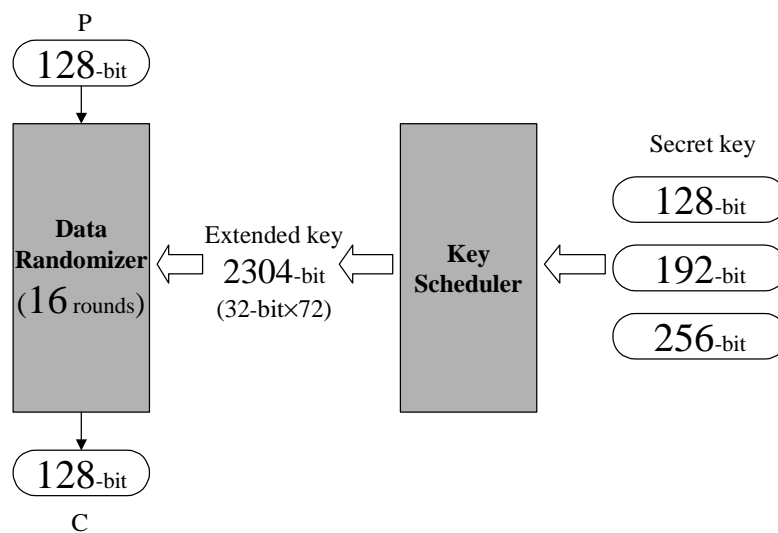 P
128-bit
Data
Randomizer
(16 rounds)
128-bit
C
Extended key
2304-bit
(32-bit×72)
Key
Scheduler
Secret key
128-bit
192-bit
256-bit